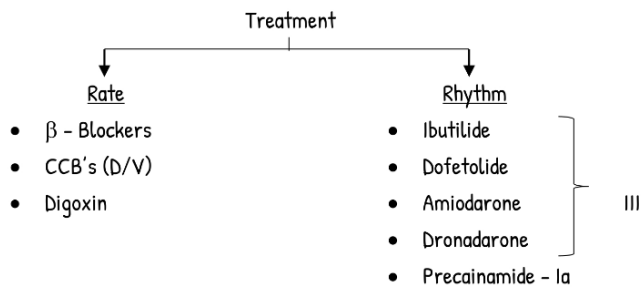 Treatment
Rate
• β - Blockers
• CCB's (D/V)
• Digoxin
Rhythm
• Ibutilide
• Dofetolide
• Amiodarone
• Dronadarone
III
• Precainamide - Ia